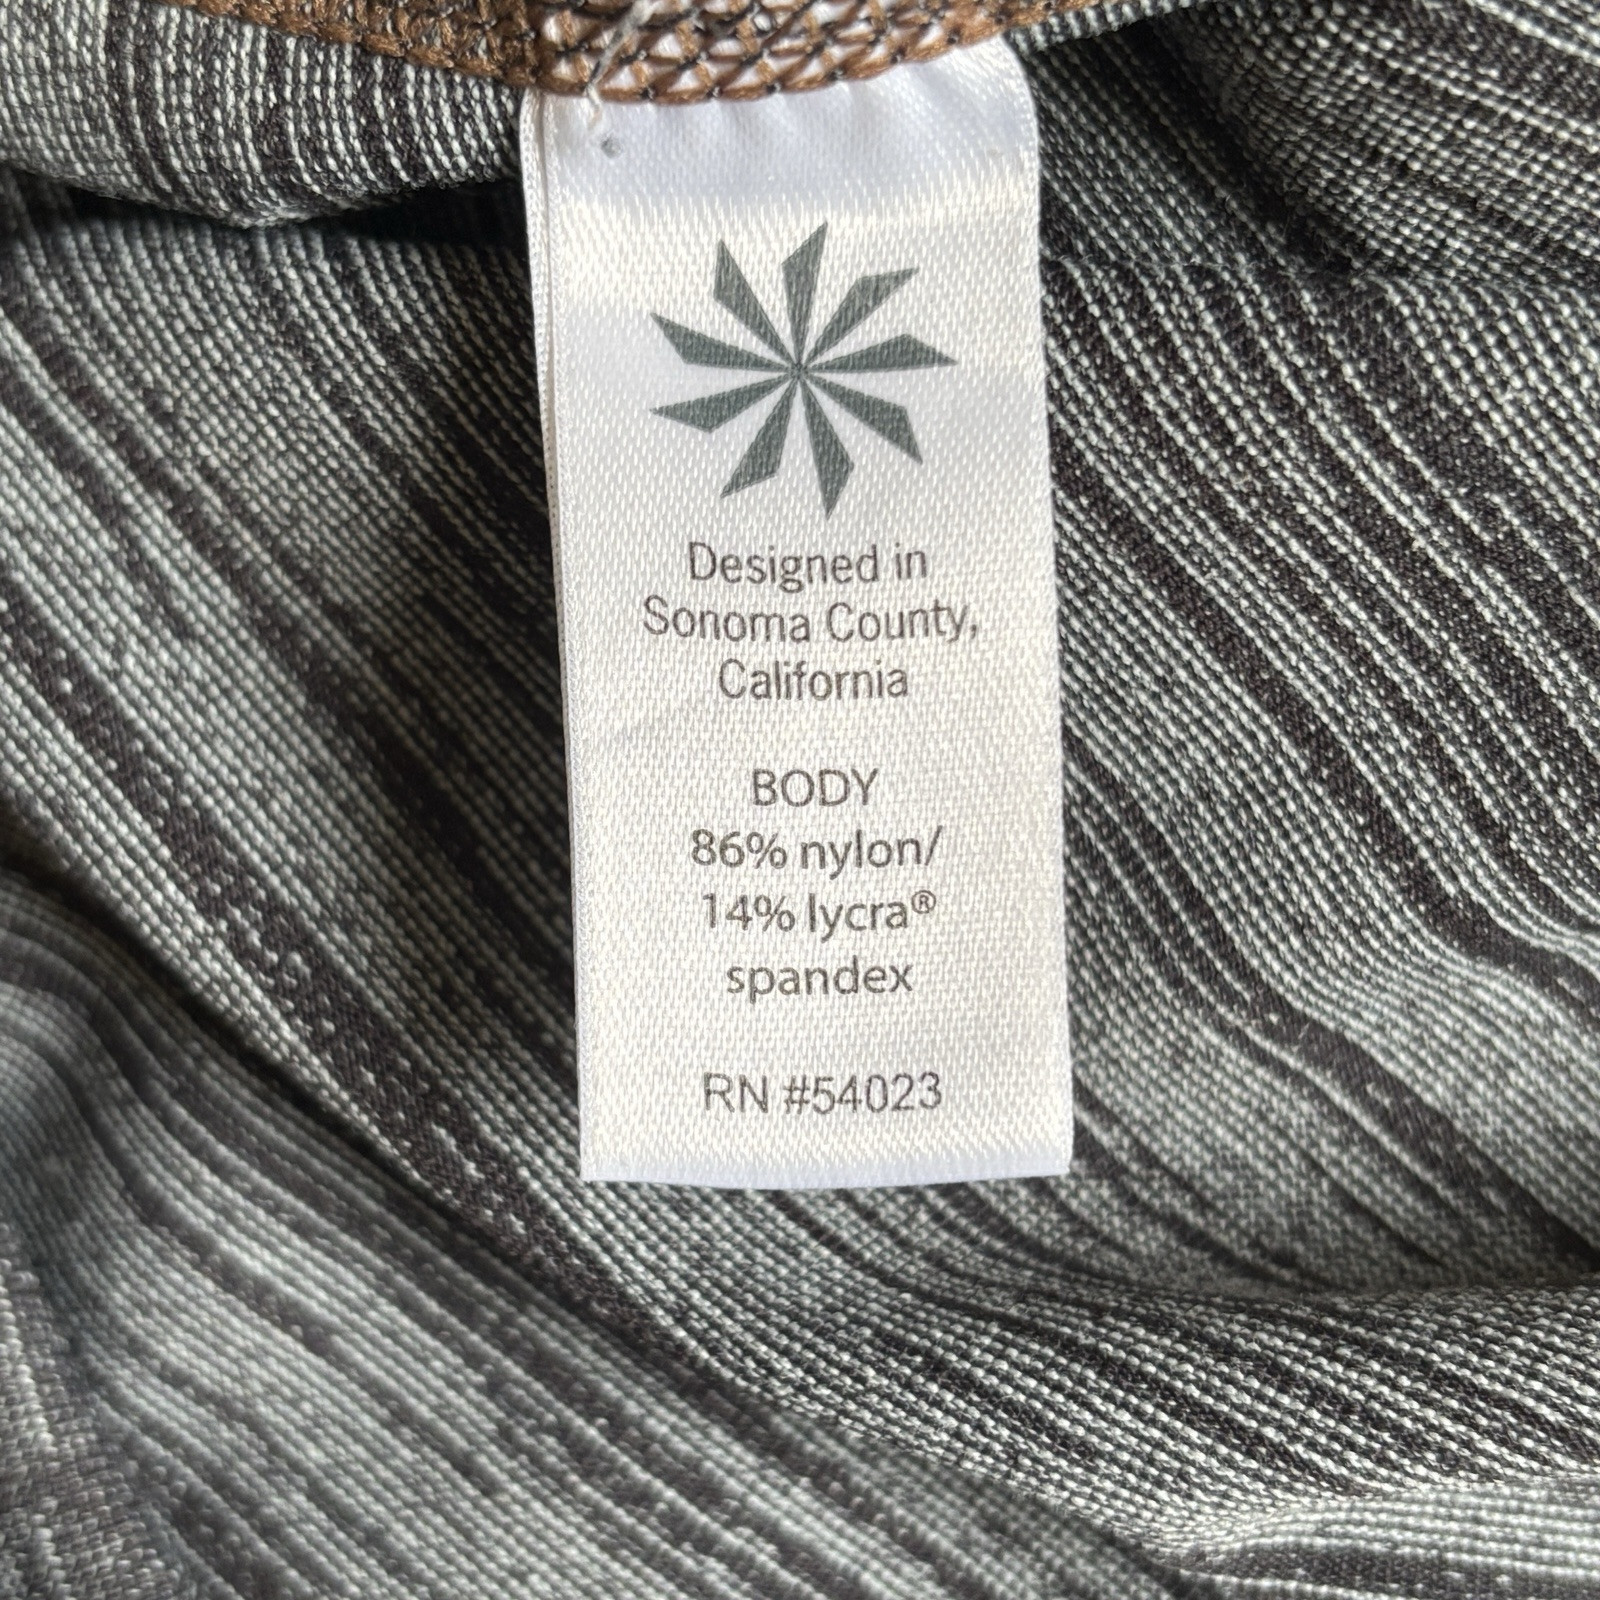 Designed in
Sonoma County,
California
BODY
86% nylon/
14% lycra®
spandex
RN #54023